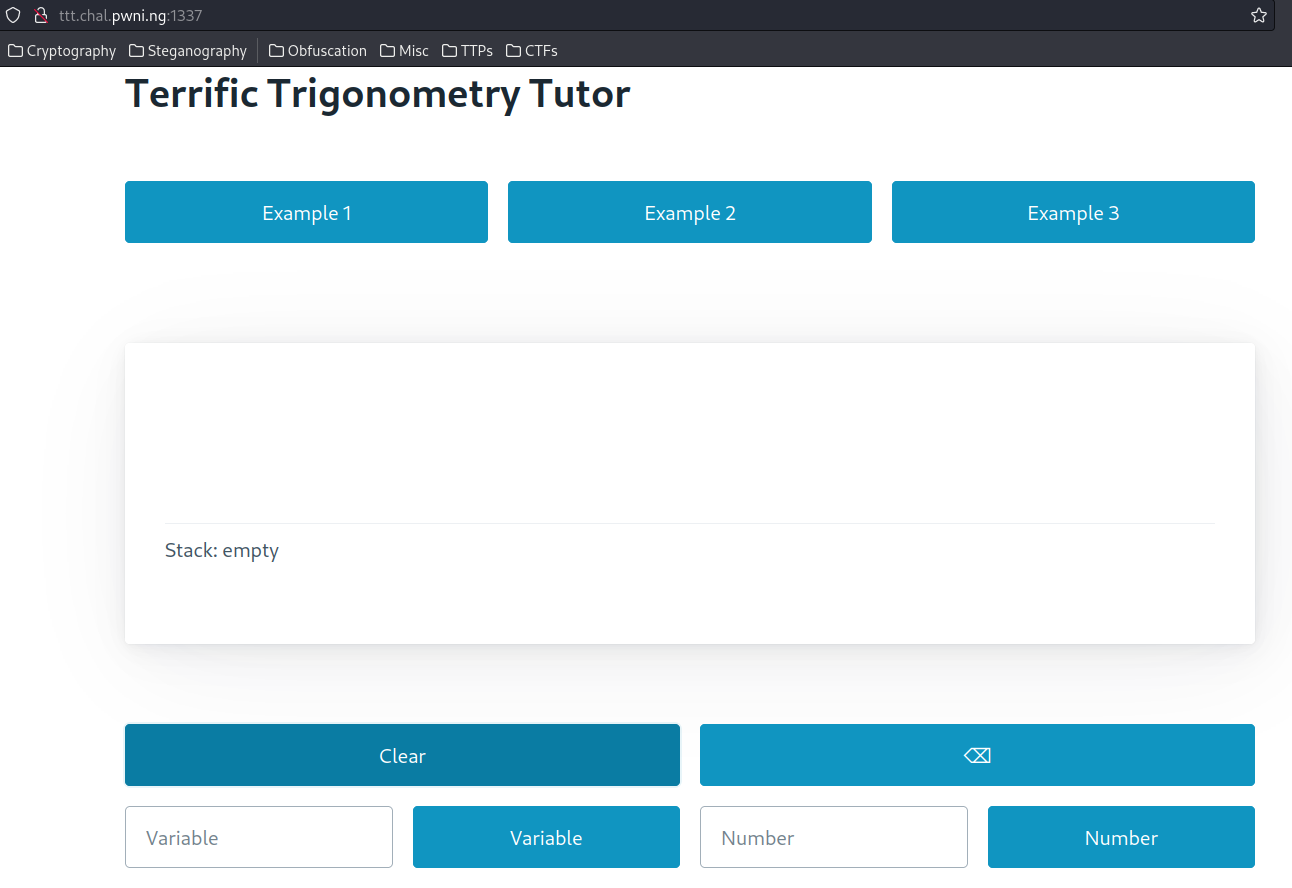 ttt.chal.pwni.ng:1337
Cryptography Steganography Obfuscation Misc TTPs CTFs
Terrific Trigonometry Tutor
Example 1 Example 2 Example 3
Stack: empty
Clear ⌫
Variable Variable Number Number